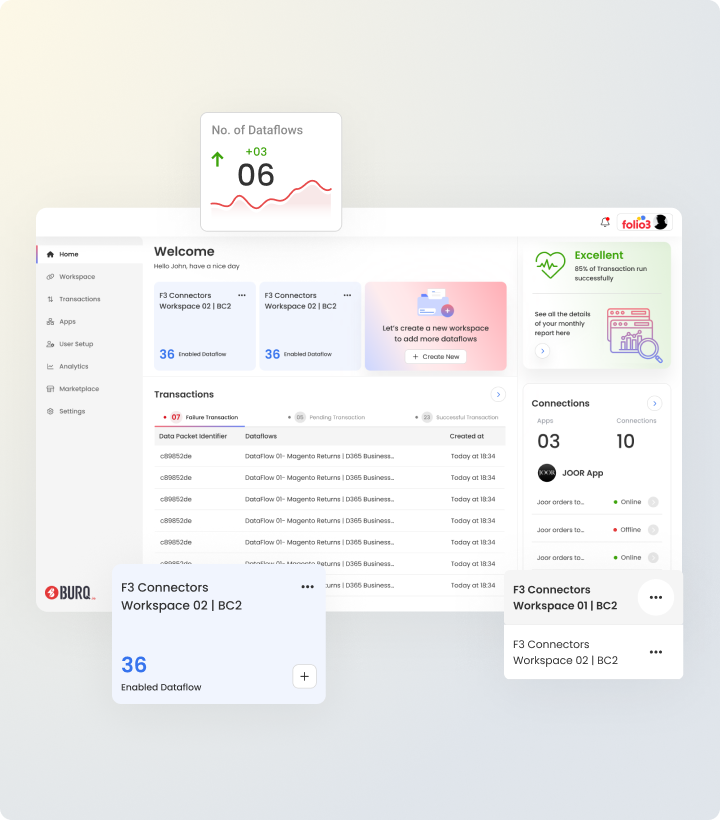 No. of Dataflows
+03
06
folio3
Home
Workspace
Transactions
Apps
User Setup
Analytics
Marketplace
Settings
BURQ
Welcome
Hello John, have a nice day
F3 Connectors
Workspace 02 | BC2
36 Enabled Dataflow
F3 Connectors
Workspace 02 | BC2
36 Enabled Dataflow
Let's create a new workspace
to add more dataflows
+ Create New
Excellent
85% of Transaction run
successfully
See all the details
of your monthly
report here
Transactions
07 Failure Transaction
05 Pending Transaction
23 Successful Transaction
Data Packet Identifier Dataflows Created at
c89852de DataFlow 01- Magento Returns | D365 Business... Today at 18:34
c89852de DataFlow 01- Magento Returns | D365 Business... Today at 18:34
c89852de DataFlow 01- Magento Returns | D365 Business... Today at 18:34
c89852de DataFlow 01- Magento Returns | D365 Business... Today at 18:34
c89852de DataFlow 01- Magento Returns | D365 Business... Today at 18:34
c89852de DataFlow 01- Magento Returns | D365 Business... Today at 18:34
turns | D365 Business... Today at 18:34
Connections
Apps Connections
03 10
JOOR App
Joor orders to... Online
Joor orders to... Offline
Joor orders to... Online
F3 Connectors
Workspace 02 | BC2
36
Enabled Dataflow
+
F3 Connectors
Workspace 01 | BC2
F3 Connectors
Workspace 02 | BC2